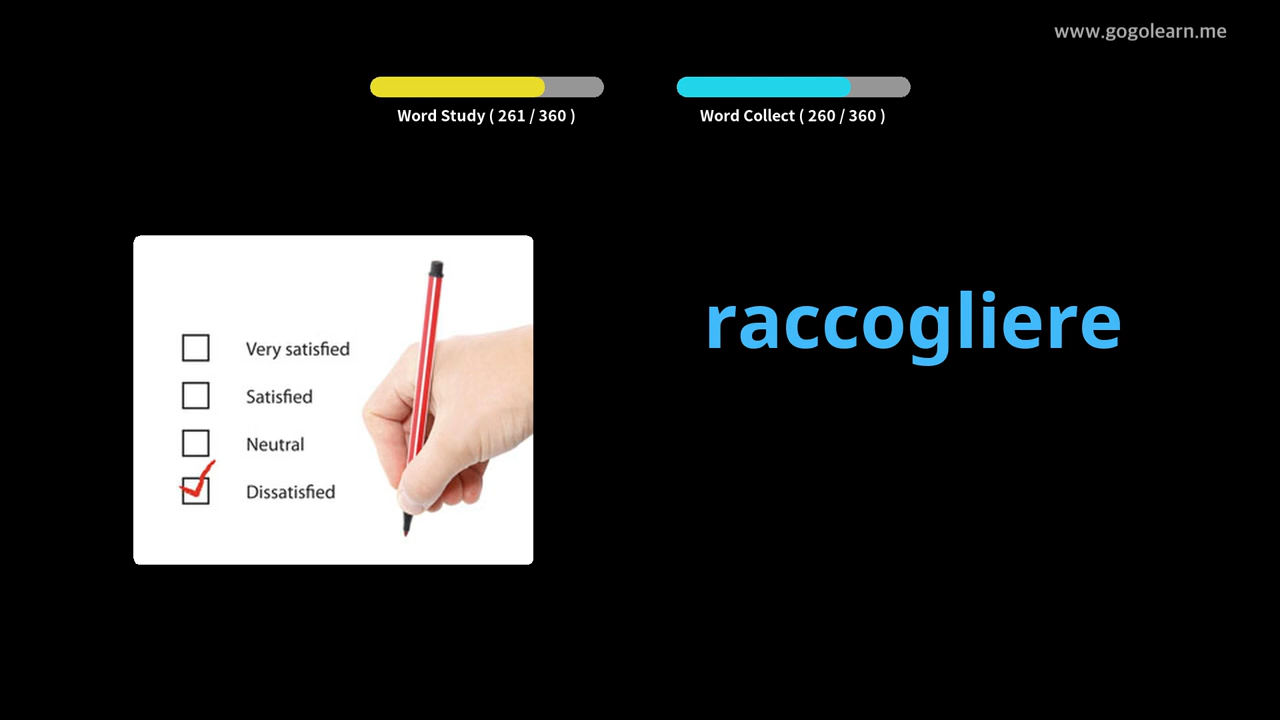 www.gogolearn.me
Word Study ( 261 / 360 )
Word Collect ( 260 / 360 )
Very satisfied
Satisfied
Neutral
Dissatisfied
raccogliere